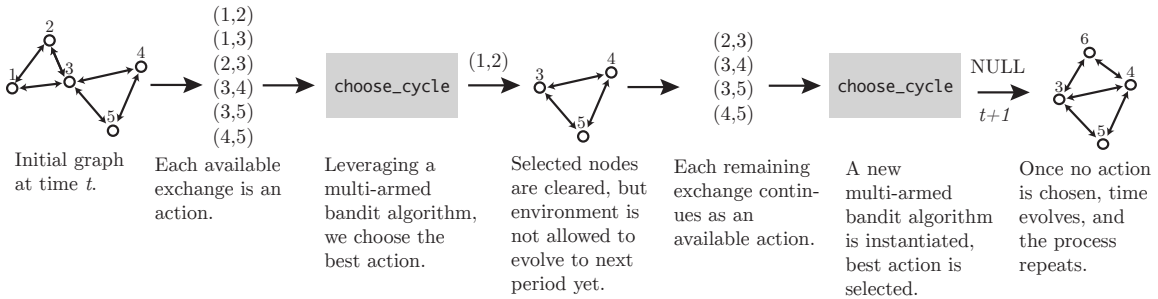 2
1
3
4
5
Initial graph
at time t.
(1,2)
(1,3)
(2,3)
(3,4)
(3,5)
(4,5)
Each available
exchange is an
action.
choose_cycle
Leveraging a
multi-armed
bandit algorithm,
we choose the
best action.
(1,2)
3
4
5
Selected nodes
are cleared, but
environment is
not allowed to
evolve to next
period yet.
(2,3)
(3,4)
(3,5)
(4,5)
Each remaining
exchange contin-
ues as an
available action.
choose_cycle
A new
multi-armed
bandit algorithm
is instantiated,
best action is
selected.
NULL
t+1
6
3
4
5
Once no action
is chosen, time
evolves, and
the process
repeats.